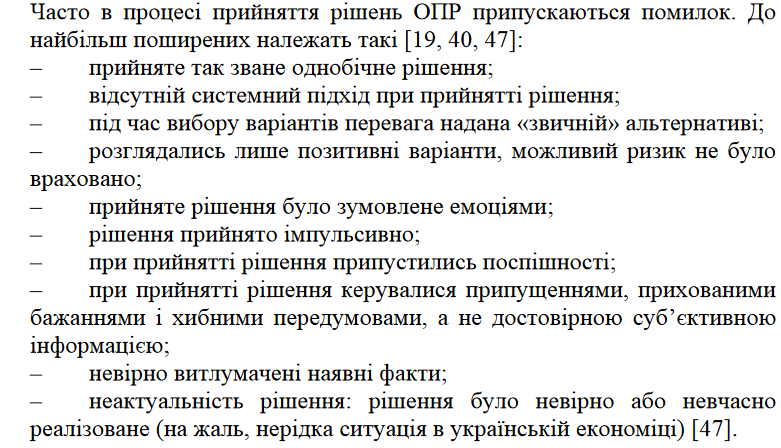 Часто в процесі прийняття рішень ОПР припускаються помилок. До
найбільш поширених належать такі [19, 40, 47]:
– прийняте так зване однобічне рішення;
– відсутній системний підхід при прийнятті рішення;
– під час вибору варіантів перевага надана «звичній» альтернативі;
– розглядались лише позитивні варіанти, можливий ризик не було
враховано;
– прийняте рішення було зумовлене емоціями;
– рішення прийнято імпульсивно;
– при прийнятті рішення припустились поспішності;
– при прийнятті рішення керувалися припущеннями, прихованими
бажаннями і хибними передумовами, а не достовірною суб’єктивною
інформацією;
– невірно витлумачені наявні факти;
– неактуальність рішення: рішення було невірно або невчасно
реалізоване (на жаль, нерідка ситуація в українській економіці) [47].